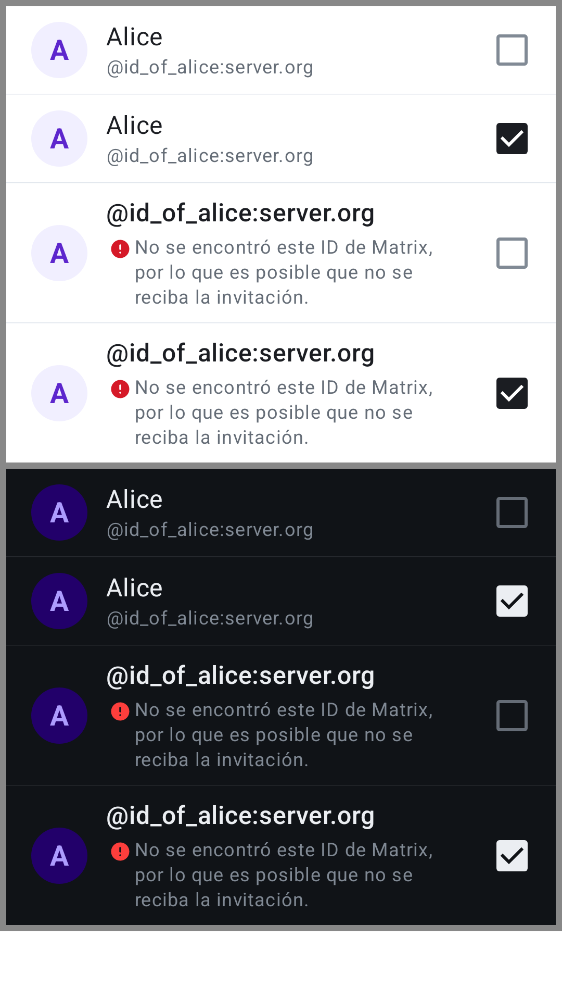 A
Alice
@id_of_alice:server.org
A
Alice
@id_of_alice:server.org
A
@id_of_alice:server.org
No se encontró este ID de Matrix,
por lo que es posible que no se
reciba la invitación.
A
@id_of_alice:server.org
No se encontró este ID de Matrix,
por lo que es posible que no se
reciba la invitación.
A
Alice
@id_of_alice:server.org
A
Alice
@id_of_alice:server.org
A
@id_of_alice:server.org
No se encontró este ID de Matrix,
por lo que es posible que no se
reciba la invitación.
A
@id_of_alice:server.org
No se encontró este ID de Matrix,
por lo que es posible que no se
reciba la invitación.